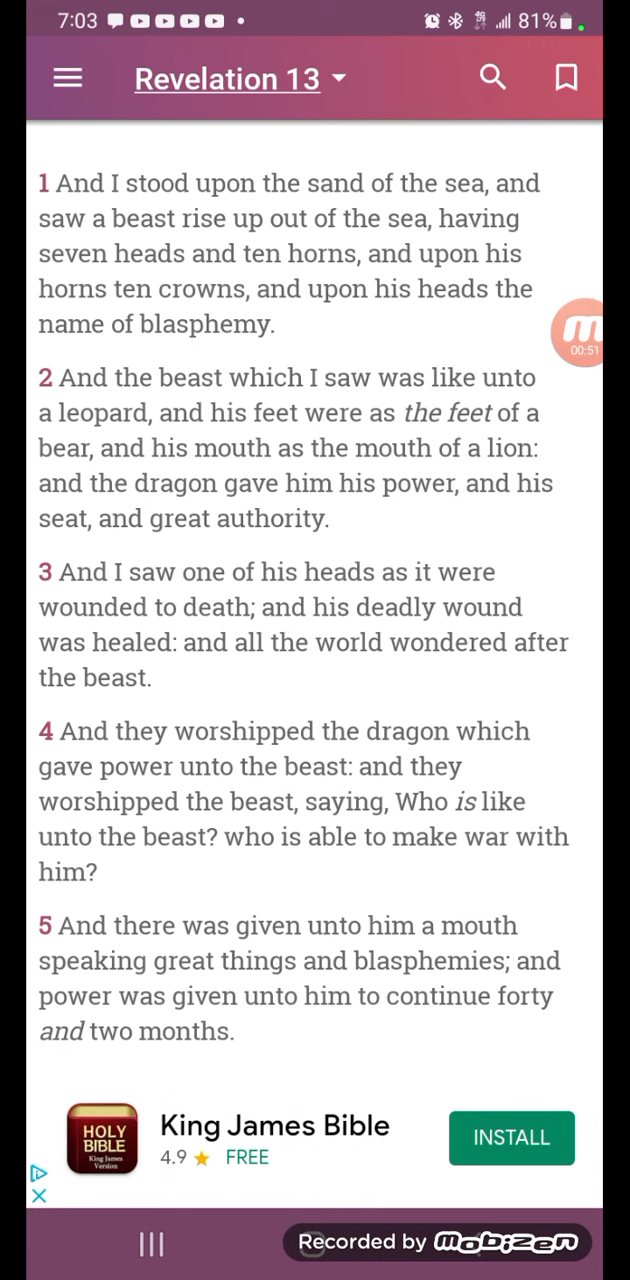 7:03 81%
Revelation 13
1 And I stood upon the sand of the sea, and
saw a beast rise up out of the sea, having
seven heads and ten horns, and upon his
horns ten crowns, and upon his heads the
name of blasphemy.
00:51
2 And the beast which I saw was like unto
a leopard, and his feet were as the feet of a
bear, and his mouth as the mouth of a lion:
and the dragon gave him his power, and his
seat, and great authority.
3 And I saw one of his heads as it were
wounded to death; and his deadly wound
was healed: and all the world wondered after
the beast.
4 And they worshipped the dragon which
gave power unto the beast: and they
worshipped the beast, saying, Who is like
unto the beast? who is able to make war with
him?
5 And there was given unto him a mouth
speaking great things and blasphemies; and
power was given unto him to continue forty
and two months.
HOLY
BIBLE
King James
Version
King James Bible
4.9 ★ FREE
INSTALL
Recorded by mobizen